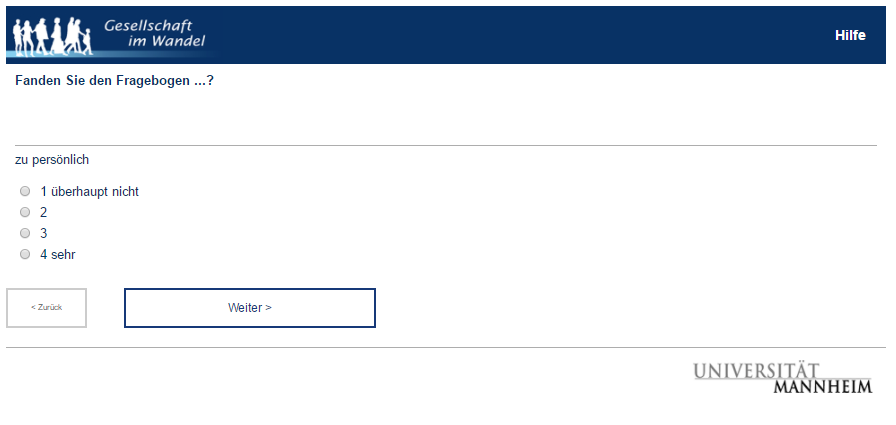 Gesellschaft
im Wandel
Hilfe
Fanden Sie den Fragebogen ...?
zu persönlich
1 überhaupt nicht
2
3
4 sehr
< Zurück
Weiter >
UNIVERSITÄT
MANNHEIM